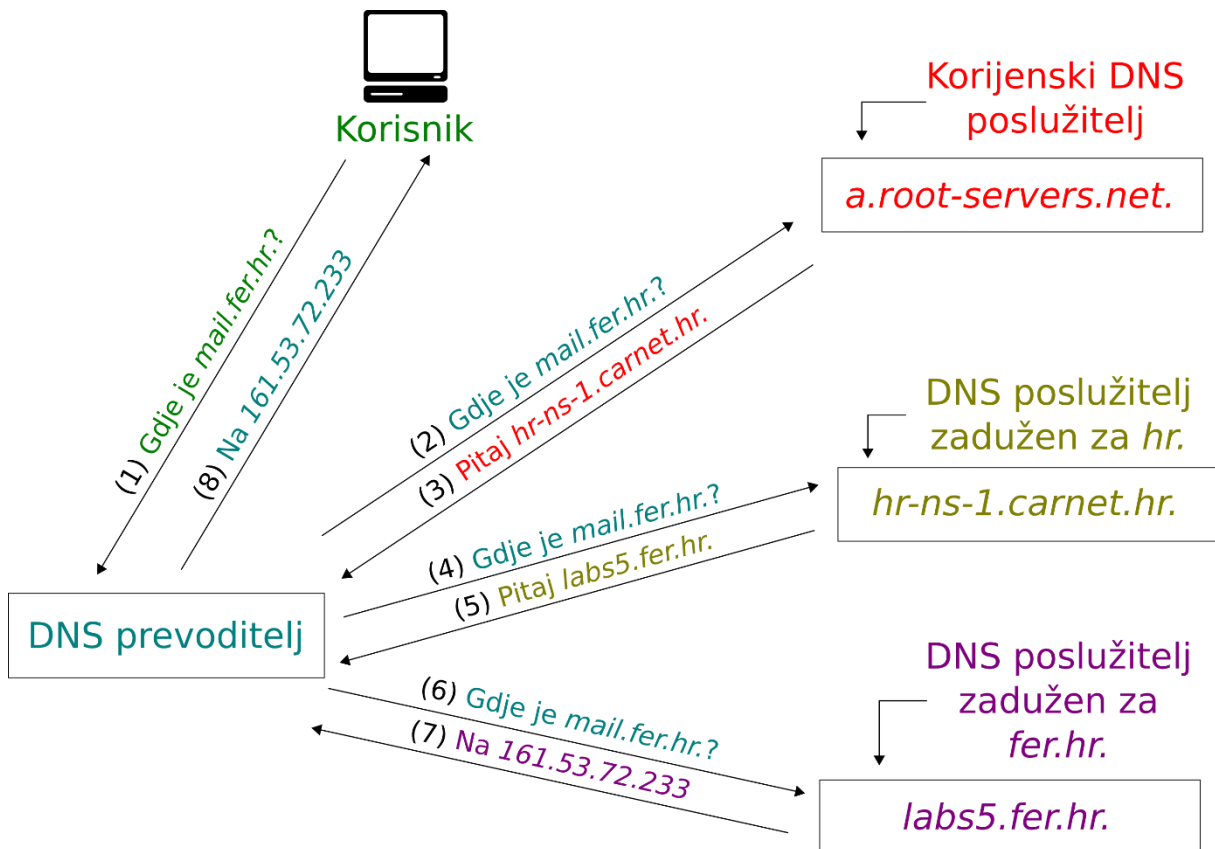 Korisnik
Korijenski DNS
poslužitelj
a.root-servers.net.
(1) Gdje je mail.fer.hr.?
(8) Na 161.53.72.233
(2) Gdje je mail.fer.hr.?
(3) Pitaj hr-ns-1.carnet.hr.
DNS poslužitelj
zadužen za hr.
hr-ns-1.carnet.hr.
(4) Gdje je mail.fer.hr.?
(5) Pitaj labs5.fer.hr.
DNS prevoditelj
DNS poslužitelj
zadužen za
fer.hr.
(6) Gdje je mail.fer.hr.?
(7) Na 161.53.72.233
labs5.fer.hr.